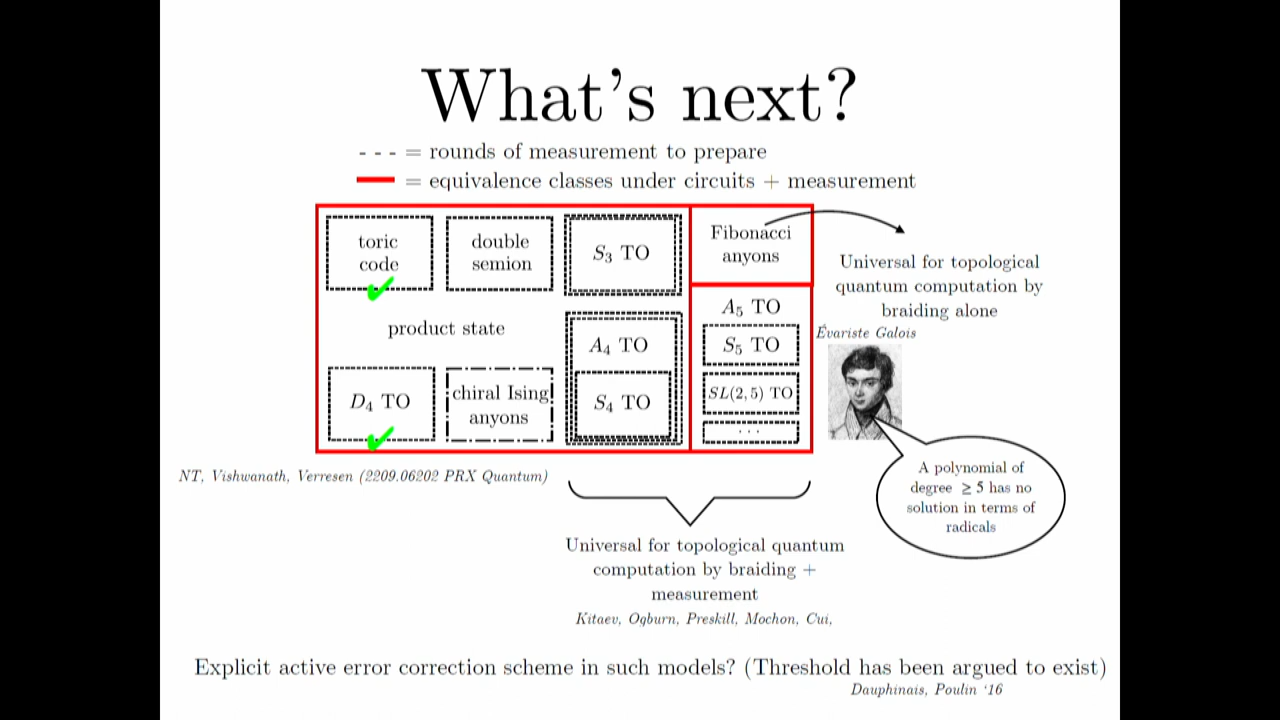 What's next?
- - - = rounds of measurement to prepare
= equivalence classes under circuits + measurement
toric
code
double
semion
S₃ TO
Fibonacci
anyons
Universal for topological
quantum computation by
braiding alone
product state
A₄ TO
A₅ TO
S₅ TO
Évariste Galois
D₄ TO
chiral Ising
anyons
S₄ TO
SL(2, 5) TO
...
NT, Vishwanath, Verresen (2209.06202 PRX Quantum)
A polynomial of
degree ≥ 5 has no
solution in terms of
radicals
Universal for topological quantum
computation by braiding +
measurement
Kitaev, Ogburn, Preskill, Mochon, Cui,
Explicit active error correction scheme in such models? (Threshold has been argued to exist)
Dauphinais, Poulin ‘16